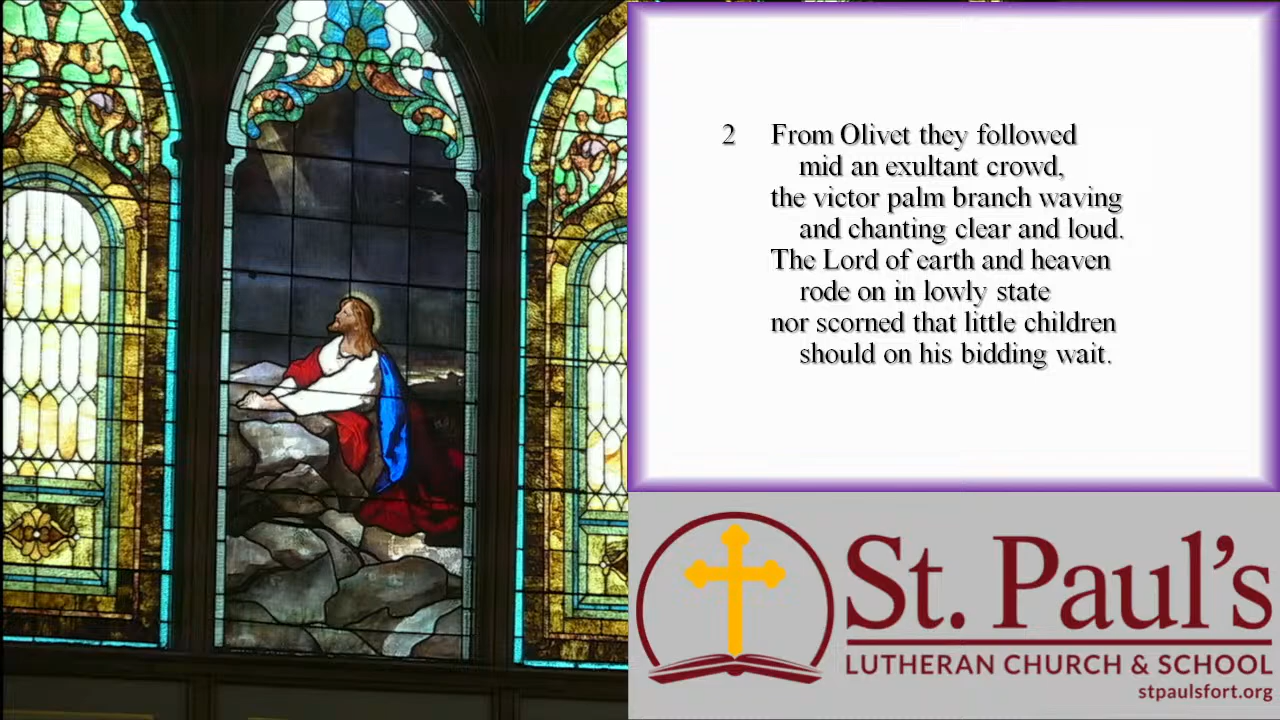 2 From Olivet they followed
mid an exultant crowd,
the victor palm branch waving
and chanting clear and loud.
The Lord of earth and heaven
rode on in lowly state
nor scorned that little children
should on his bidding wait.
St. Paul's
LUTHERAN CHURCH & SCHOOL
stpaulsfort.org